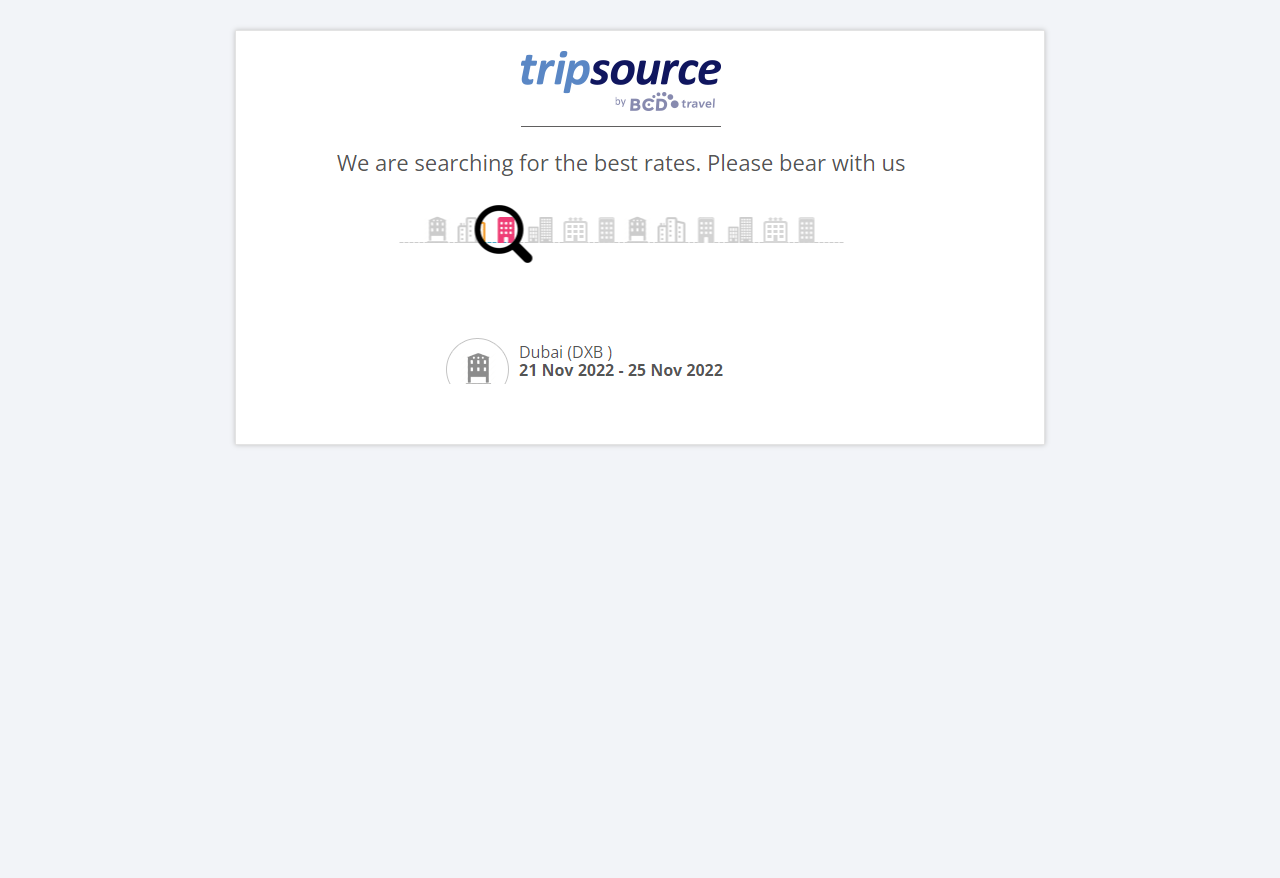 tripsource
by BCD travel
We are searching for the best rates. Please bear with us
Dubai (DXB )
21 Nov 2022 - 25 Nov 2022